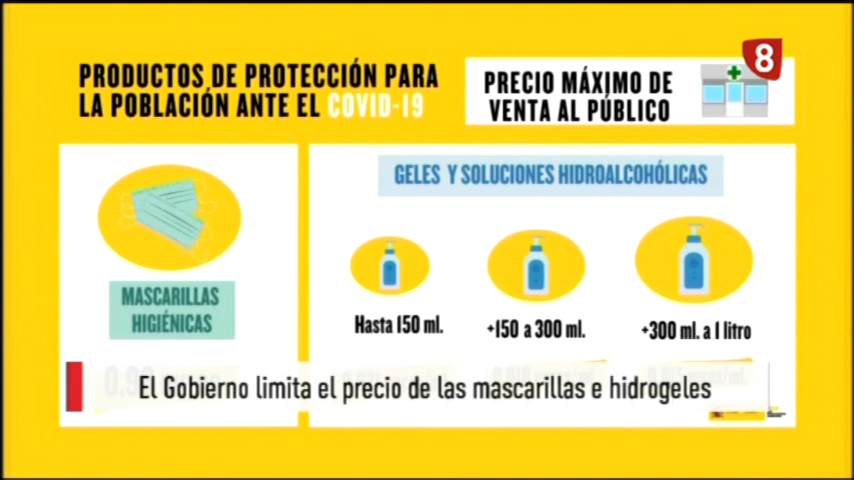 PRODUCTOS DE PROTECCIÓN PARA
LA POBLACIÓN ANTE EL COVID-19
PRECIO MÁXIMO DE
VENTA AL PÚBLICO
8
GELES Y SOLUCIONES HIDROALCOHÓLICAS
MASCARILLAS
HIGIÉNICAS
Hasta 150 ml.
+150 a 300 ml.
+300 ml. a 1 litro
El Gobierno limita el precio de las mascarillas e hidrogeles